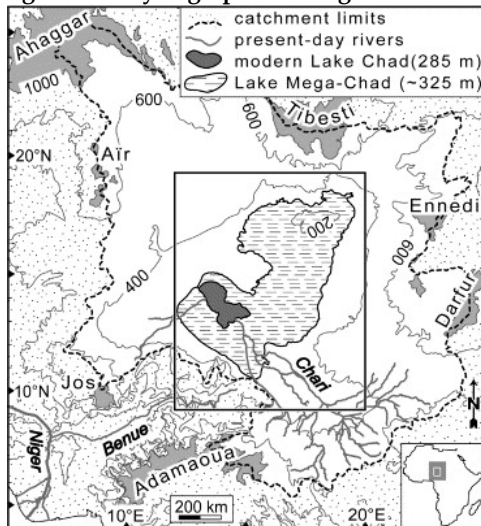 catchment limits
present-day rivers
modern Lake Chad(285 m)
Lake Mega-Chad (~325 m)
Ahaggar
1000
600
600
Tibesti
20°N
Aïr
200
Ennedi
600
400
Darfur
Chari
10°N
Jos
N
Niger
Benue
Adamaoua
200 km
10°E
20°E